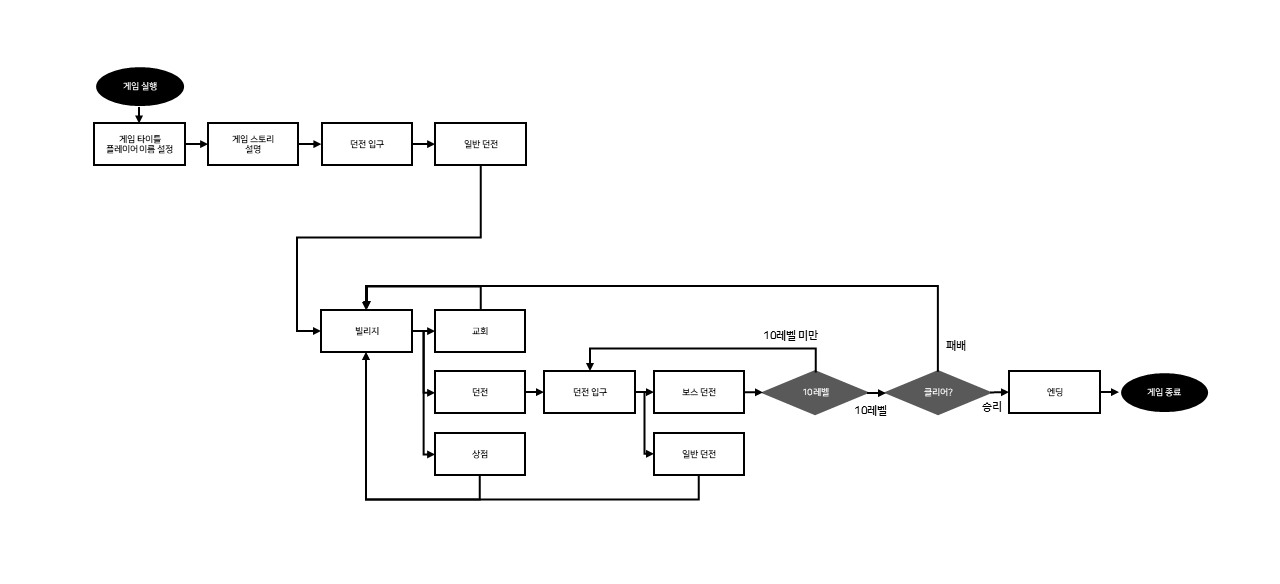 게임 실행
게임 타이틀
플레이어 이름 설정
게임 스토리
설명
던전 입구
일반 던전
빌리지
교회
10레벨 미만
패배
던전
던전 입구
보스 던전
10레벨
10레벨
클리어?
승리
엔딩
게임 종료
상점
일반 던전